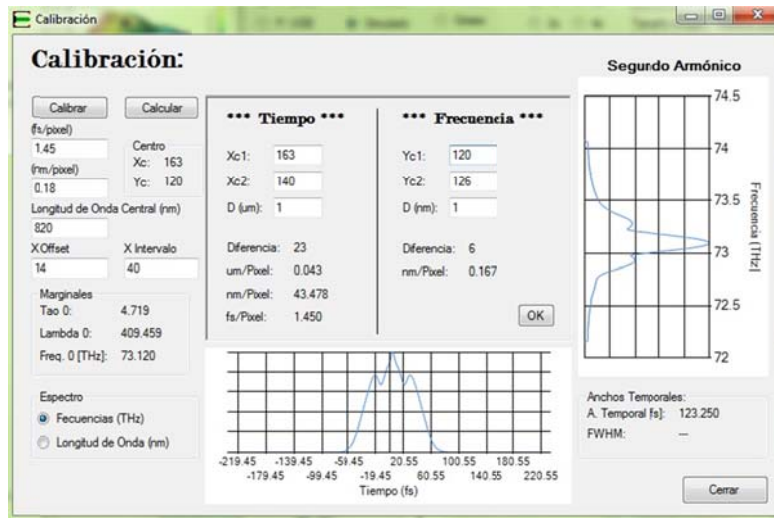 Calibración
Calibración:
Calibrar
Calcular
(fs/pixel)
1.45
(nm/pixel)
0.18
Centro
Xc: 163
Yc: 120
Longitud de Onda Central (nm)
820
X Offset
X Intervalo
14
40
Marginales
Tao 0: 4.719
Lambda 0: 409.459
Freq. 0 [THz]: 73.120
Espectro
Fecuencias (THz)
Longitud de Onda (nm)
*** Tiempo ***
Xc1: 163
Xc2: 140
D (um): 1
Diferencia: 23
um/Pixel: 0.043
nm/Pixel: 43.478
fs/Pixel: 1.450
*** Frecuencia ***
Yc1: 120
Yc2: 126
D (nm): 1
Diferencia: 6
nm/Pixel: 0.167
OK
-219.45 -139.45 -59.45 20.55 100.55 180.55
-179.45 -99.45 -19.45 60.55 140.55 220.55
Tiempo (fs)
Segundo Armónico
74.5
74
73.5
73
72.5
72
Frecuencia (THz)
Anchos Temporales:
A. Temporal [fs]: 123.250
FWHM: ---
Cerrar